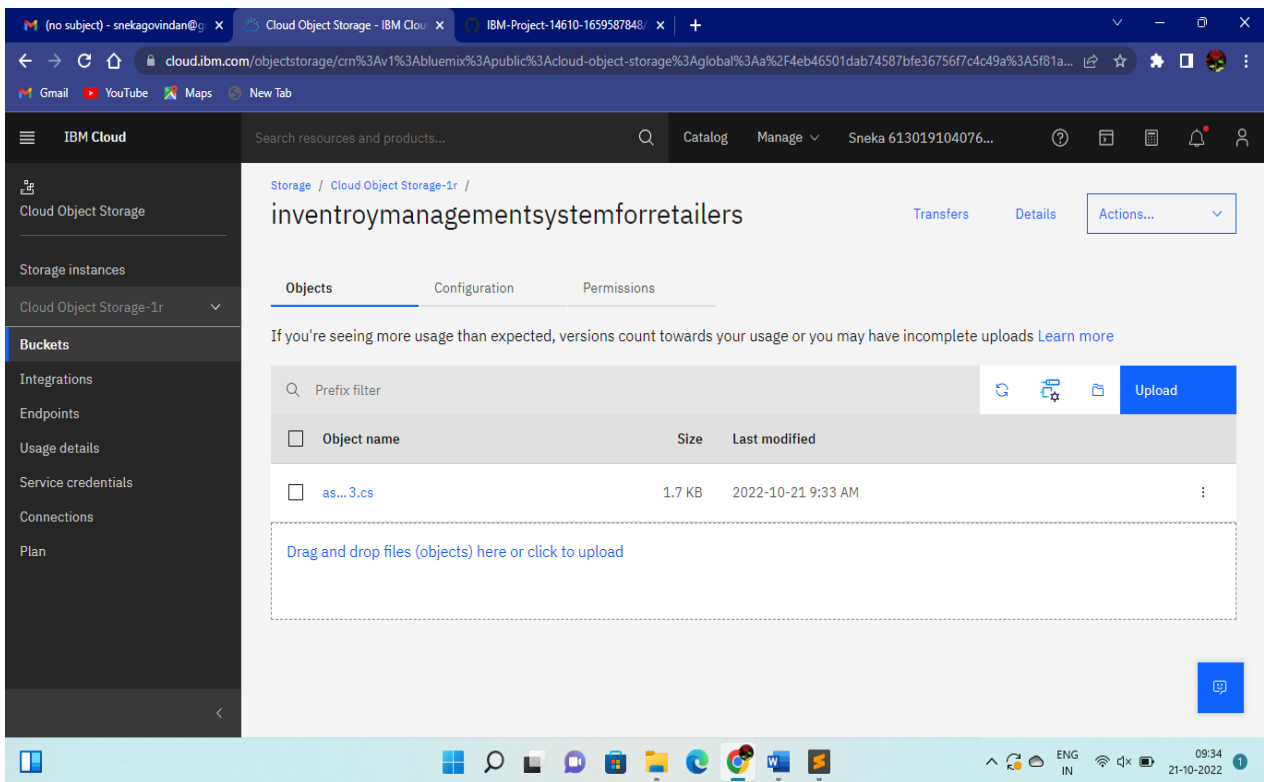 (no subject) - snekagovindan@g
Cloud Object Storage - IBM Clou
IBM-Project-14610-1659587848/
cloud.ibm.com/objectstorage/crn%3Av1%3Abluemix%3Apublic%3Acloud-object-storage%3Aglobal%3Aa%2F4eb46501dab74587bfe36756f7c4c49a%3A5f81a...
Gmail YouTube Maps New Tab
IBM Cloud Search resources and products... Catalog Manage Sneka 613019104076...
Cloud Object Storage
Storage instances
Cloud Object Storage-1r
Buckets
Integrations
Endpoints
Usage details
Service credentials
Connections
Plan
Storage / Cloud Object Storage-1r /
inventroymanagementsystemforretailers
Transfers Details Actions...
Objects Configuration Permissions
If you're seeing more usage than expected, versions count towards your usage or you may have incomplete uploads Learn more
Prefix filter Upload
Object name Size Last modified
as... 3.cs 1.7 KB 2022-10-21 9:33 AM
Drag and drop files (objects) here or click to upload
ENG
IN
09:34
21-10-2022
1